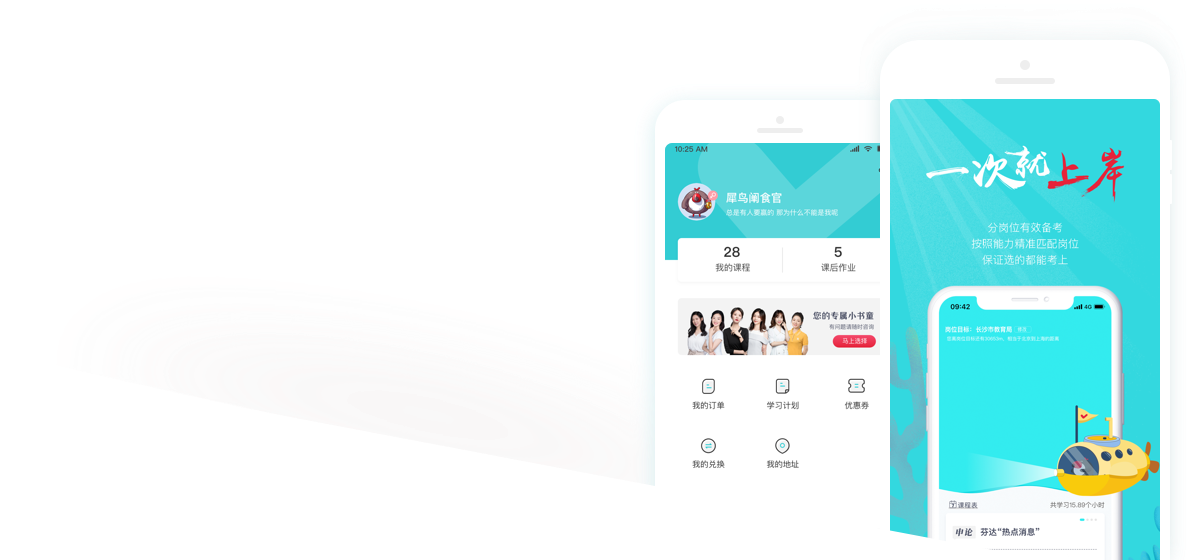 10:25 AM
犀鸟阑食官
总是有人要赢的 那为什么不能是我呢
28
我的课程
5
课后作业
您的专属小书童
有问题请随时咨询
马上选择
我的订单
学习计划
优惠券
我的兑换
我的地址
一次就上岸
分岗位有效备考
按照能力精准匹配岗位
保证选的都能考上
09:42
4G
岗位目标：长沙市教育局
课程表
共学习15.89个小时
申论
芬达“热点消息”